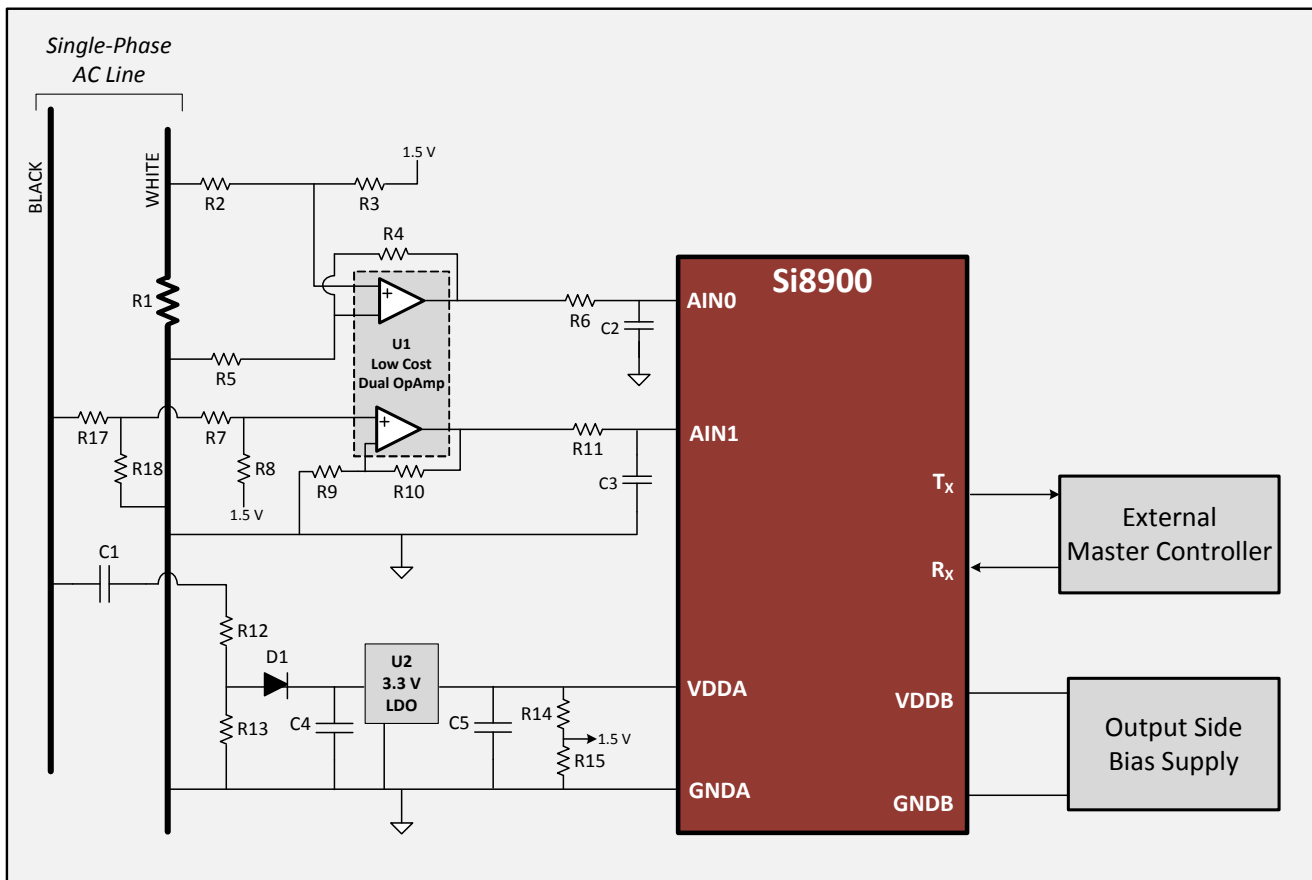 Single-Phase
AC Line
BLACK
WHITE
1.5 V
R2
R3
R4
R1
Si8900
AIN0
R6
C2
U1
Low Cost
Dual OpAmp
R5
R17
R7
AIN1
R11
R18
R8
R9
R10
C3
1.5 V
TX
External
Master Controller
RX
C1
R12
D1
U2
3.3 V
LDO
VDDA
R14
VDDB
R13
C4
C5
1.5 V
R15
Output Side
Bias Supply
GNDA
GNDB